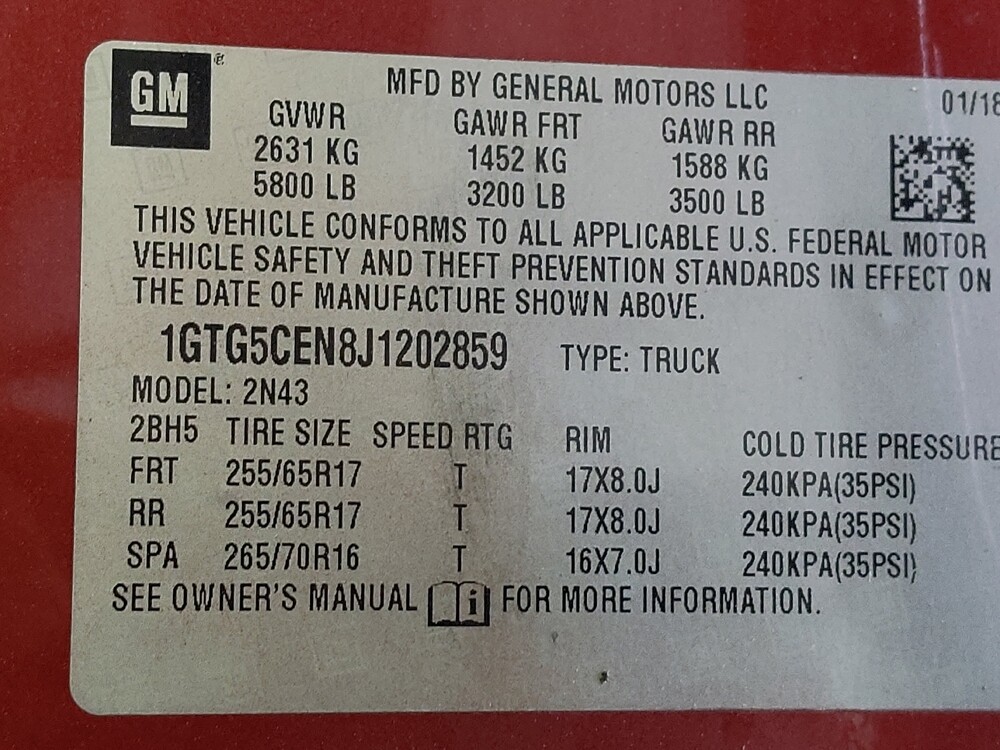 GM
MFD BY GENERAL MOTORS LLC 01/18
GVWR GAWR FRT GAWR RR
2631 KG 1452 KG 1588 KG
5800 LB 3200 LB 3500 LB
THIS VEHICLE CONFORMS TO ALL APPLICABLE U.S. FEDERAL MOTOR
VEHICLE SAFETY AND THEFT PREVENTION STANDARDS IN EFFECT ON
THE DATE OF MANUFACTURE SHOWN ABOVE.
1GTG5CEN8J1202859 TYPE: TRUCK
MODEL: 2N43
2BH5 TIRE SIZE SPEED RTG RIM COLD TIRE PRESSURE
FRT 255/65R17 T 17X8.0J 240KPA(35PSI)
RR 255/65R17 T 17X8.0J 240KPA(35PSI)
SPA 265/70R16 T 16X7.0J 240KPA(35PSI)
SEE OWNER'S MANUAL i FOR MORE INFORMATION.